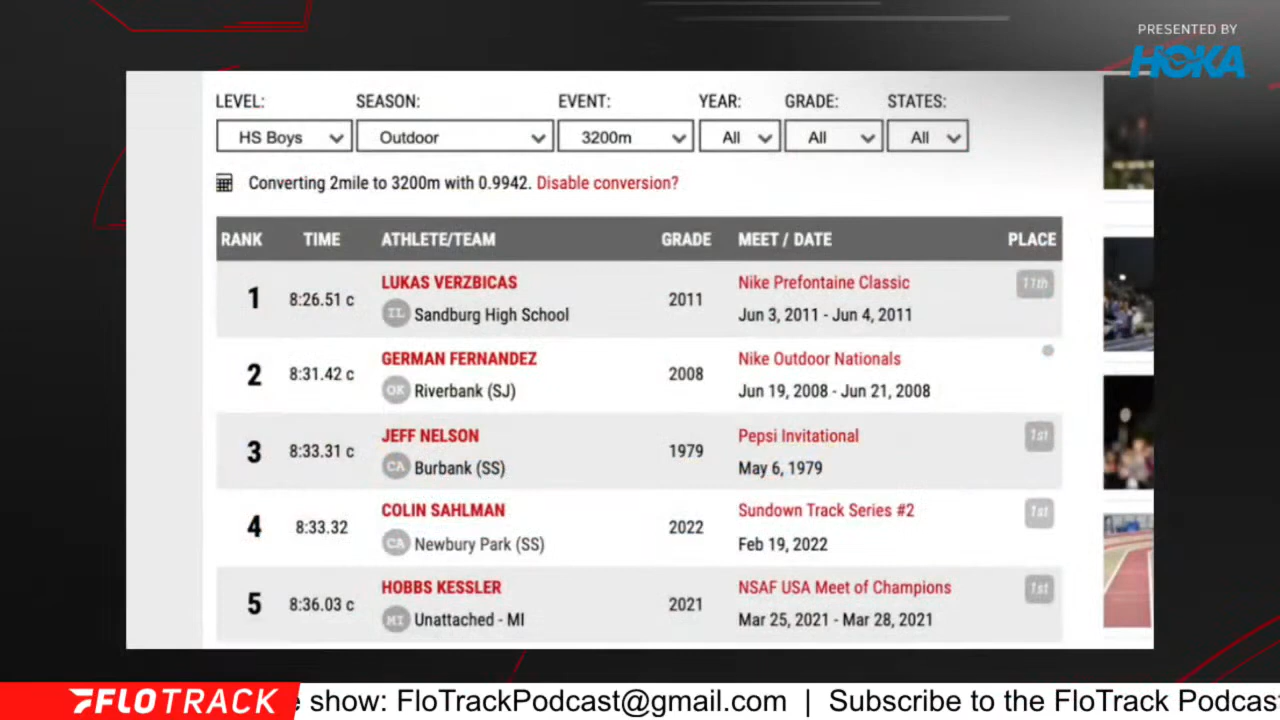 PRESENTED BY
HOKA
LEVEL: SEASON: EVENT: YEAR: GRADE: STATES:
HS Boys Outdoor 3200m All All All
Converting 2mile to 3200m with 0.9942. Disable conversion?
RANK TIME ATHLETE/TEAM GRADE MEET / DATE PLACE
1 8:26.51 c LUKAS VERZBICAS 2011 Nike Prefontaine Classic 11th
IL Sandburg High School Jun 3, 2011 - Jun 4, 2011
2 8:31.42 c GERMAN FERNANDEZ 2008 Nike Outdoor Nationals
OK Riverbank (SJ) Jun 19, 2008 - Jun 21, 2008
3 8:33.31 c JEFF NELSON 1979 Pepsi Invitational 1st
CA Burbank (SS) May 6, 1979
4 8:33.32 COLIN SAHLMAN 2022 Sundown Track Series #2 1st
CA Newbury Park (SS) Feb 19, 2022
5 8:36.03 c HOBBS KESSLER 2021 NSAF USA Meet of Champions 1st
MI Unattached - MI Mar 25, 2021 - Mar 28, 2021
FLOTRACK e show: FloTrackPodcast@gmail.com | Subscribe to the FloTrack Podcas